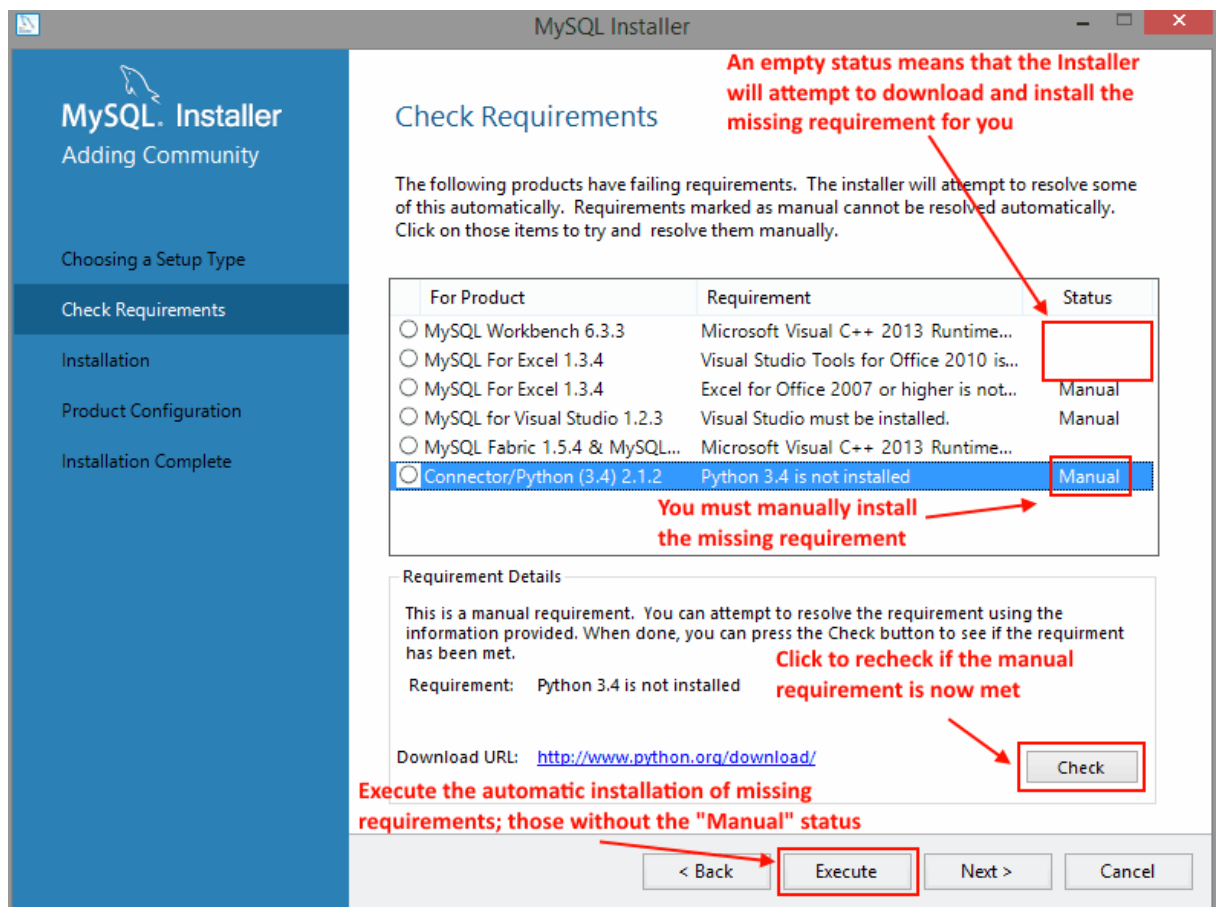 MySQL Installer
An empty status means that the Installer
will attempt to download and install the
missing requirement for you
MySQL. Installer
Adding Community
Choosing a Setup Type
Check Requirements
Installation
Product Configuration
Installation Complete
Check Requirements
The following products have failing requirements. The installer will attempt to resolve some
of this automatically. Requirements marked as manual cannot be resolved automatically.
Click on those items to try and resolve them manually.
For Product Requirement Status
MySQL Workbench 6.3.3 Microsoft Visual C++ 2013 Runtime...
MySQL For Excel 1.3.4 Visual Studio Tools for Office 2010 is...
MySQL For Excel 1.3.4 Excel for Office 2007 or higher is not... Manual
MySQL for Visual Studio 1.2.3 Visual Studio must be installed. Manual
MySQL Fabric 1.5.4 & MySQL... Microsoft Visual C++ 2013 Runtime...
Connector/Python (3.4) 2.1.2 Python 3.4 is not installed Manual
You must manually install
the missing requirement
Requirement Details
This is a manual requirement. You can attempt to resolve the requirement using the
information provided. When done, you can press the Check button to see if the requirment
has been met.
Click to recheck if the manual
requirement is now met
Requirement: Python 3.4 is not installed
Download URL: http://www.python.org/download/
Check
Execute the automatic installation of missing
requirements; those without the "Manual" status
< Back Execute Next > Cancel